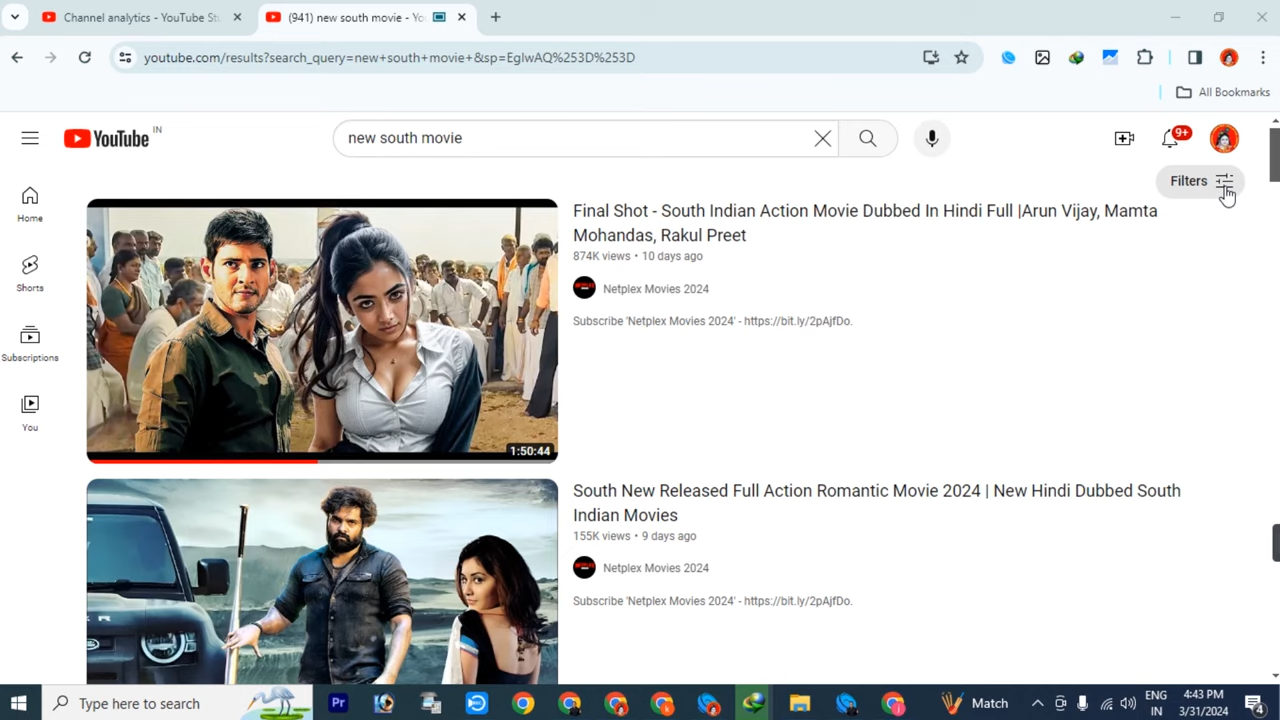 Channel analytics - YouTube St
(941) new south movie - Yo
youtube.com/results?search_query=new+south+movie+&sp=EgIwAQ%253D%253D
All Bookmarks
YouTube IN
new south movie
9+
Filters
Home
Shorts
Subscriptions
You
1:50:44
Final Shot - South Indian Action Movie Dubbed In Hindi Full |Arun Vijay, Mamta
Mohandas, Rakul Preet
874K views • 10 days ago
Netplex Movies 2024
Subscribe 'Netplex Movies 2024' - https://bit.ly/2pAjfDo.
South New Released Full Action Romantic Movie 2024 | New Hindi Dubbed South
Indian Movies
155K views • 9 days ago
Netplex Movies 2024
Subscribe 'Netplex Movies 2024' - https://bit.ly/2pAjfDo.
Type here to search
Pr
Match
ENG
IN
4:43 PM
3/31/2024
4